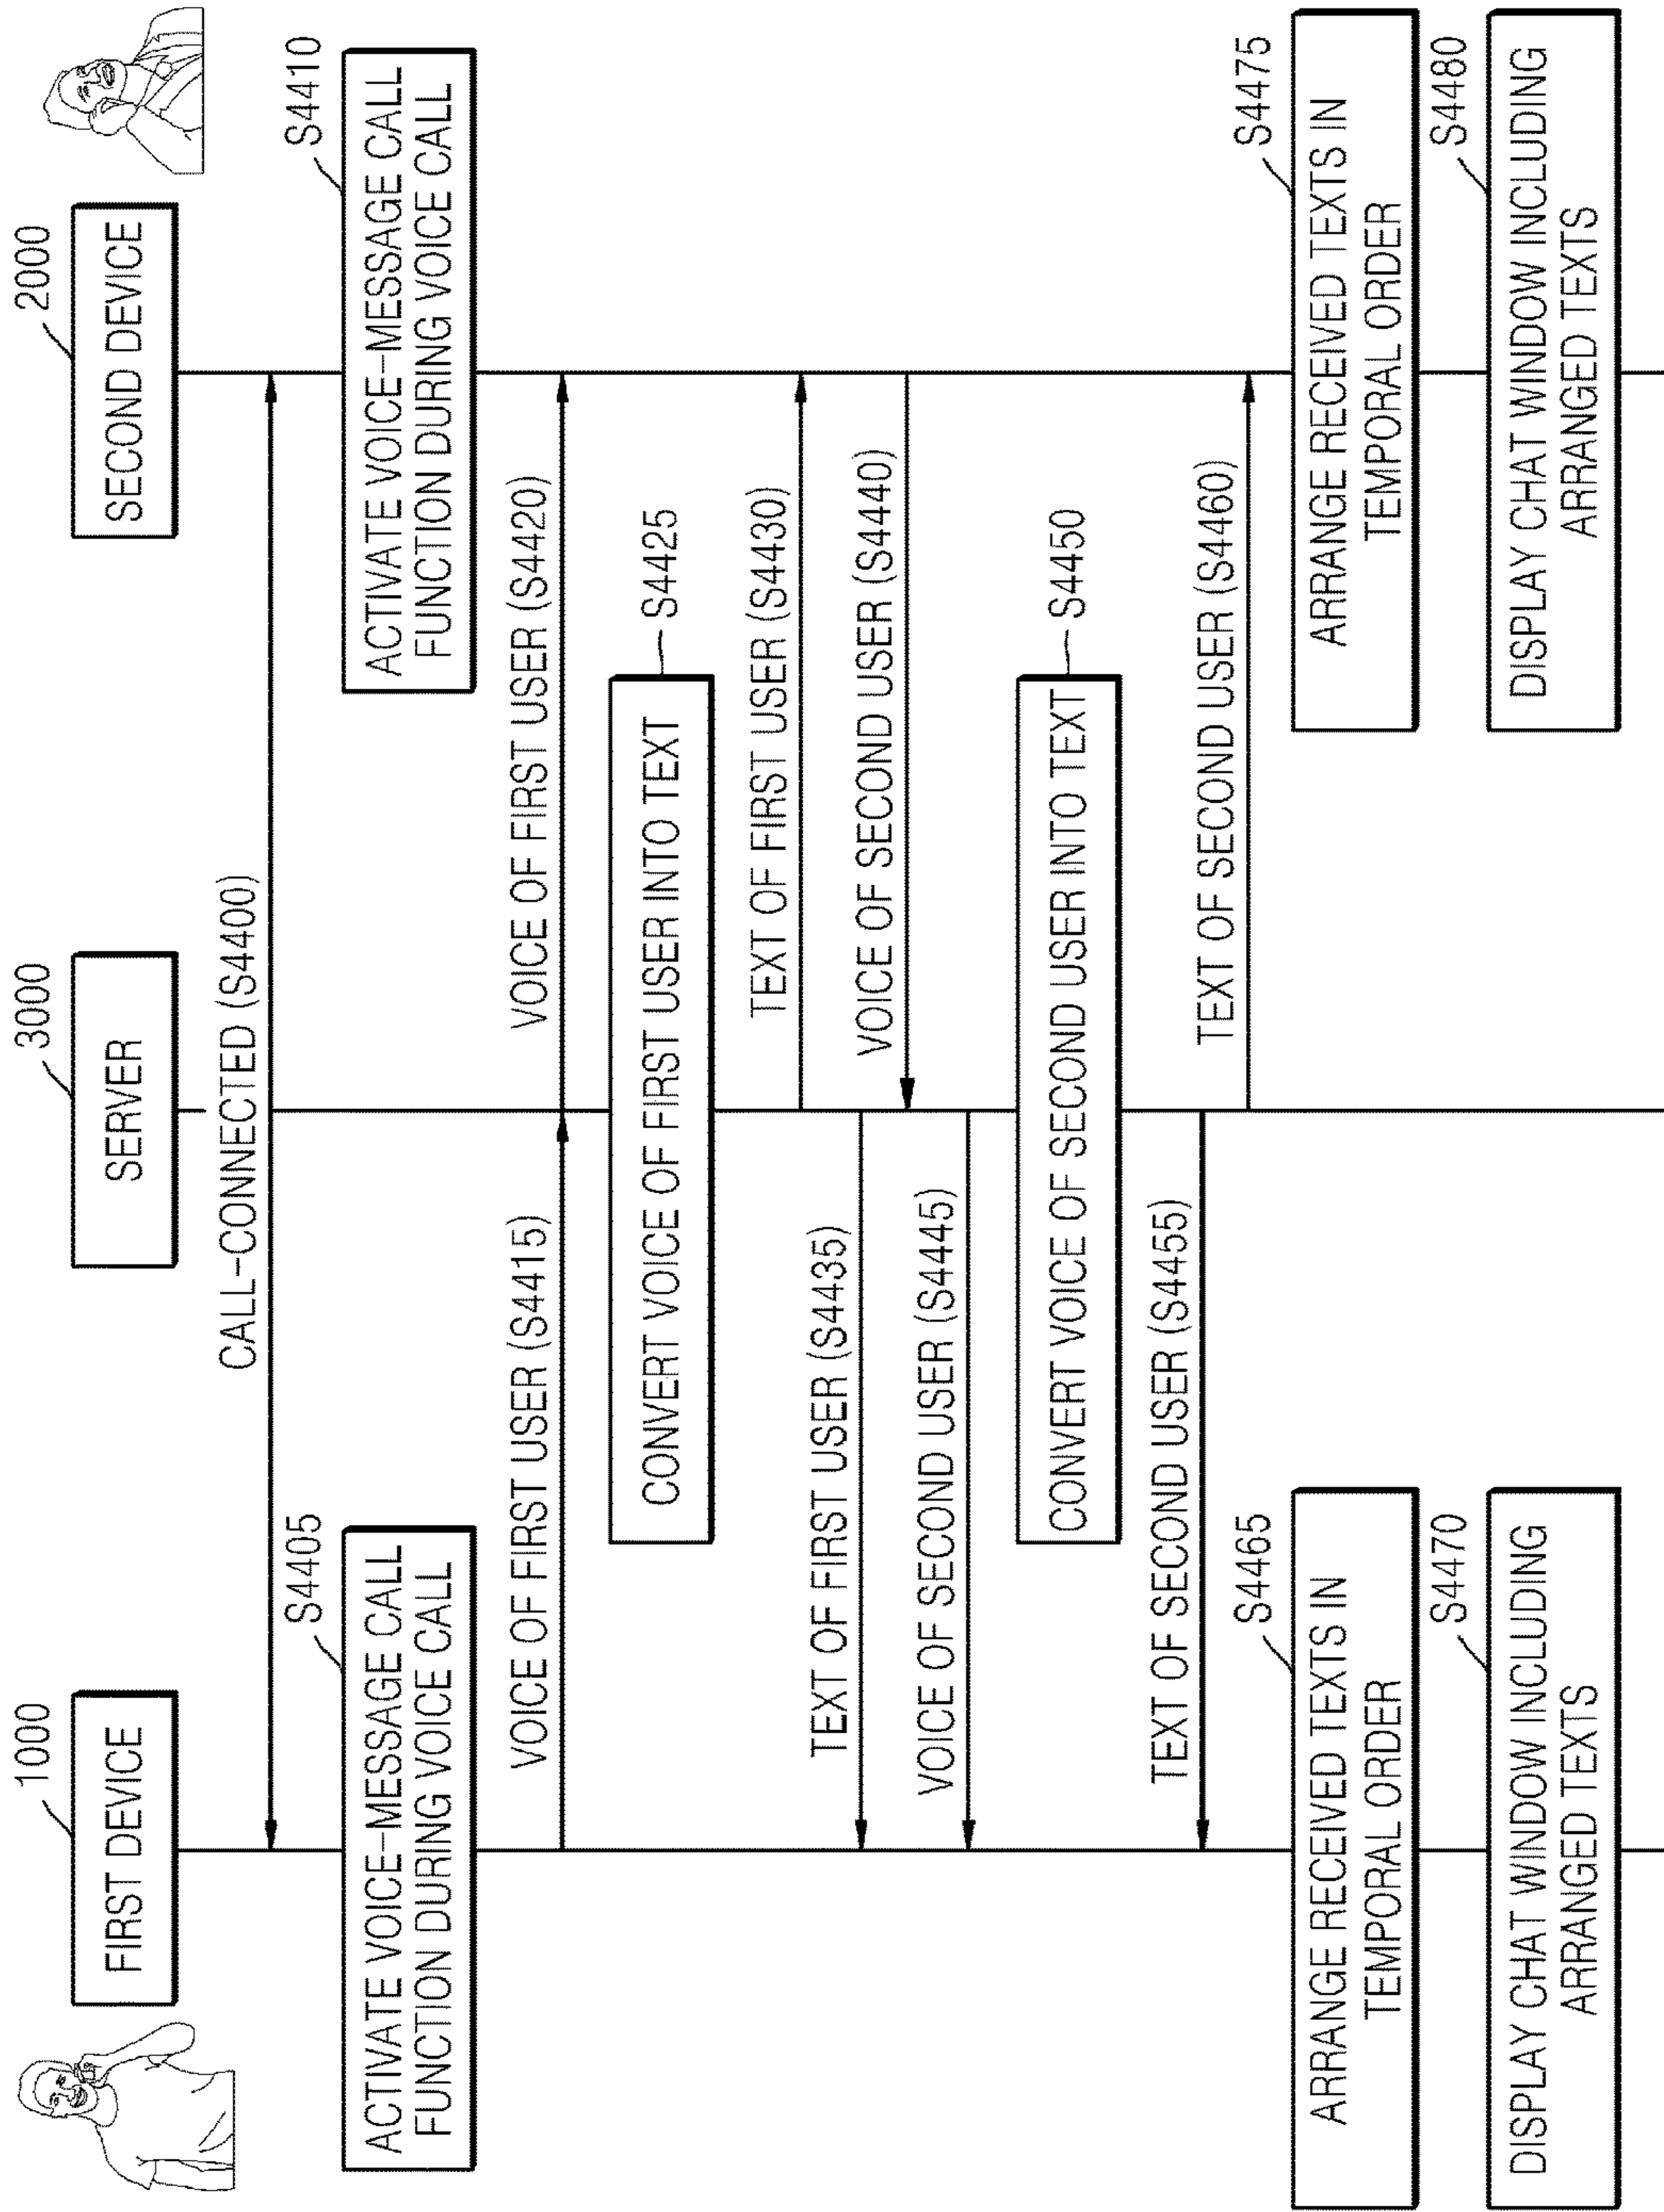 1000
FIRST DEVICE
3000
SERVER
2000
SECOND DEVICE
CALL-CONNECTED (S4400)
S4405
ACTIVATE VOICE-MESSAGE CALL
FUNCTION DURING VOICE CALL
S4410
ACTIVATE VOICE-MESSAGE CALL
FUNCTION DURING VOICE CALL
VOICE OF FIRST USER (S4415)
VOICE OF FIRST USER (S4420)
CONVERT VOICE OF FIRST USER INTO TEXT
S4425
TEXT OF FIRST USER (S4430)
TEXT OF FIRST USER (S4435)
VOICE OF SECOND USER (S4440)
VOICE OF SECOND USER (S4445)
CONVERT VOICE OF SECOND USER INTO TEXT
S4450
TEXT OF SECOND USER (S4455)
TEXT OF SECOND USER (S4460)
S4465
ARRANGE RECEIVED TEXTS IN
TEMPORAL ORDER
S4475
ARRANGE RECEIVED TEXTS IN
TEMPORAL ORDER
S4470
DISPLAY CHAT WINDOW INCLUDING
ARRANGED TEXTS
S4480
DISPLAY CHAT WINDOW INCLUDING
ARRANGED TEXTS